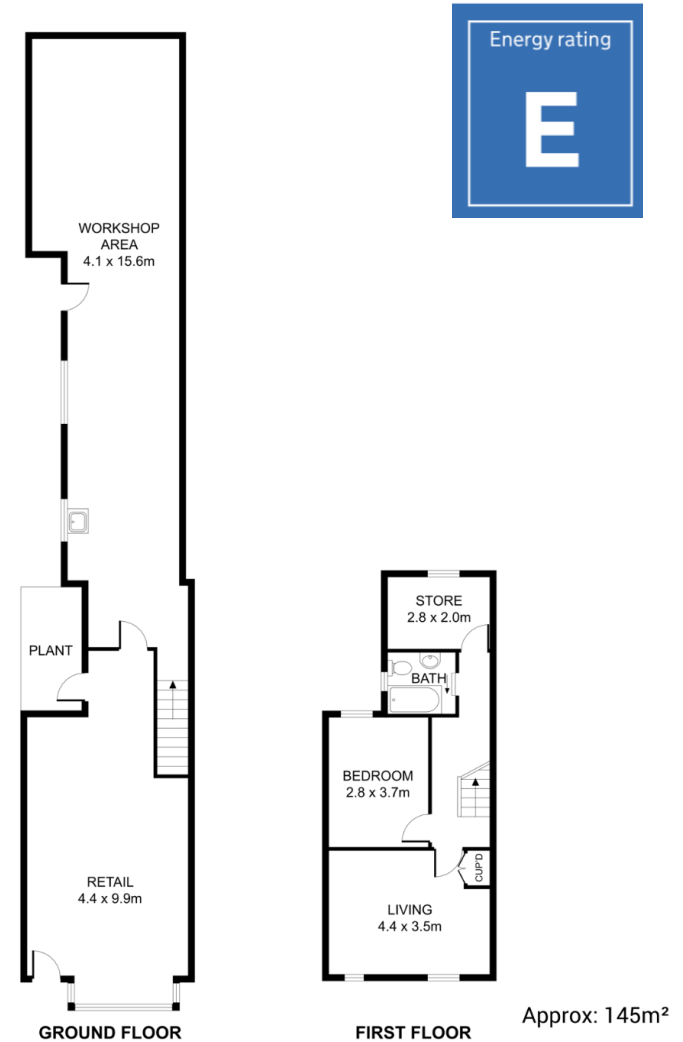 Energy rating
E
WORKSHOP
AREA
4.1 x 15.6m
PLANT
RETAIL
4.4 x 9.9m
GROUND FLOOR
STORE
2.8 x 2.0m
BATH
BEDROOM
2.8 x 3.7m
CUP'D
LIVING
4.4 x 3.5m
FIRST FLOOR
Approx: 145m²